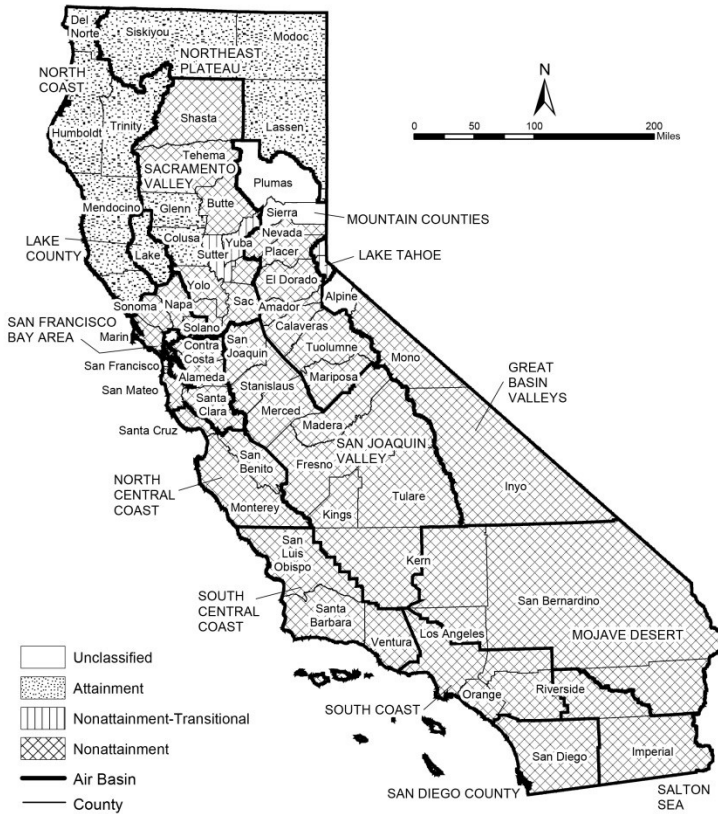 Del
Norte
Siskiyou
Modoc
NORTHEAST
PLATEAU
NORTH
COAST
N
Shasta
Trinity
Humboldt
Lassen
0 50 100 200
Miles
Tehema
SACRAMENTO
VALLEY
Plumas
Butte
Mendocino
Glenn
Sierra
MOUNTAIN COUNTIES
Nevada
Colusa
Yuba
Placer
LAKE
COUNTY
Lake
Sutter
LAKE TAHOE
Yolo
El Dorado
Alpine
Sonoma
Napa
Sac
Amador
SAN FRANCISCO
BAY AREA
Solano
Calaveras
Marin
Contra
Costa
San
Joaquin
Tuolumne
Mono
San Francisco
Alameda
Mariposa
GREAT
BASIN
VALLEYS
San Mateo
Stanislaus
Santa
Clara
Merced
Santa Cruz
Madera
SAN JOAQUIN
VALLEY
San
Benito
Fresno
Inyo
NORTH
CENTRAL
COAST
Tulare
Monterey
Kings
San
Luis
Obispo
Kern
SOUTH
CENTRAL
COAST
San Bernardino
Santa
Barbara
Ventura
Los Angeles
MOJAVE DESERT
Unclassified
Attainment
Orange
Riverside
SOUTH COAST
Nonattainment-Transitional
Nonattainment
San Diego
Imperial
Air Basin
SAN DIEGO COUNTY
SALTON
SEA
County